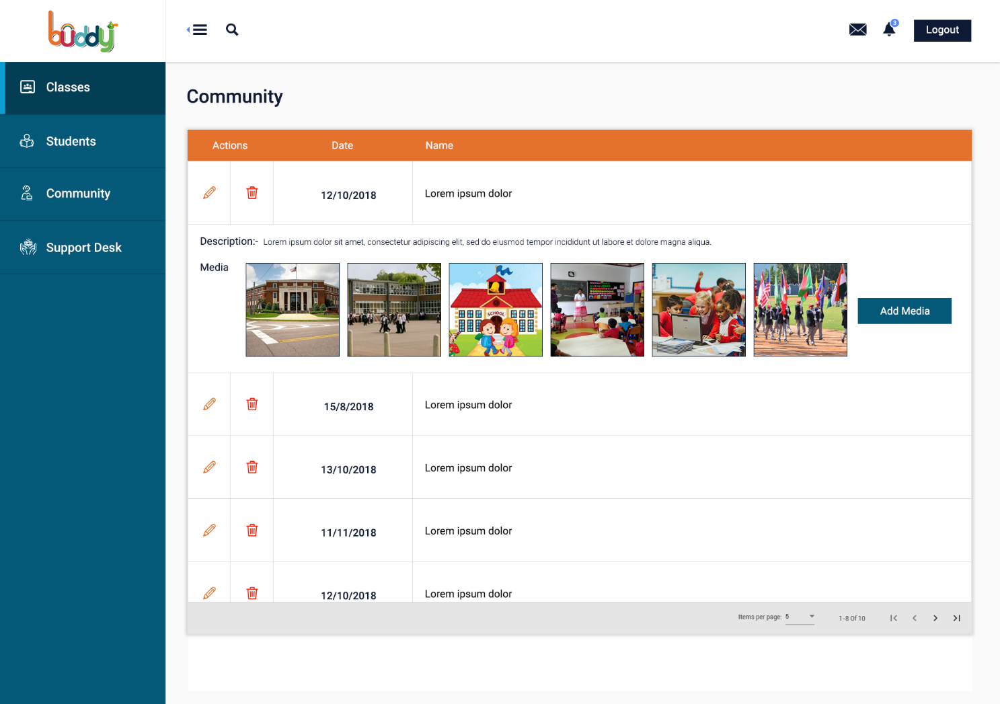 buddy
3
Logout
Classes
Students
Community
Support Desk
Community
Actions Date Name
12/10/2018 Lorem ipsum dolor
Description:- Lorem ipsum dolor sit amet, consectetur adipiscing elit, sed do eiusmod tempor incididunt ut labore et dolore magna aliqua.
Media
SCHOOL
Add Media
15/8/2018 Lorem ipsum dolor
13/10/2018 Lorem ipsum dolor
11/11/2018 Lorem ipsum dolor
12/10/2018 Lorem ipsum dolor
Items per page: 5 1-8 Of 10